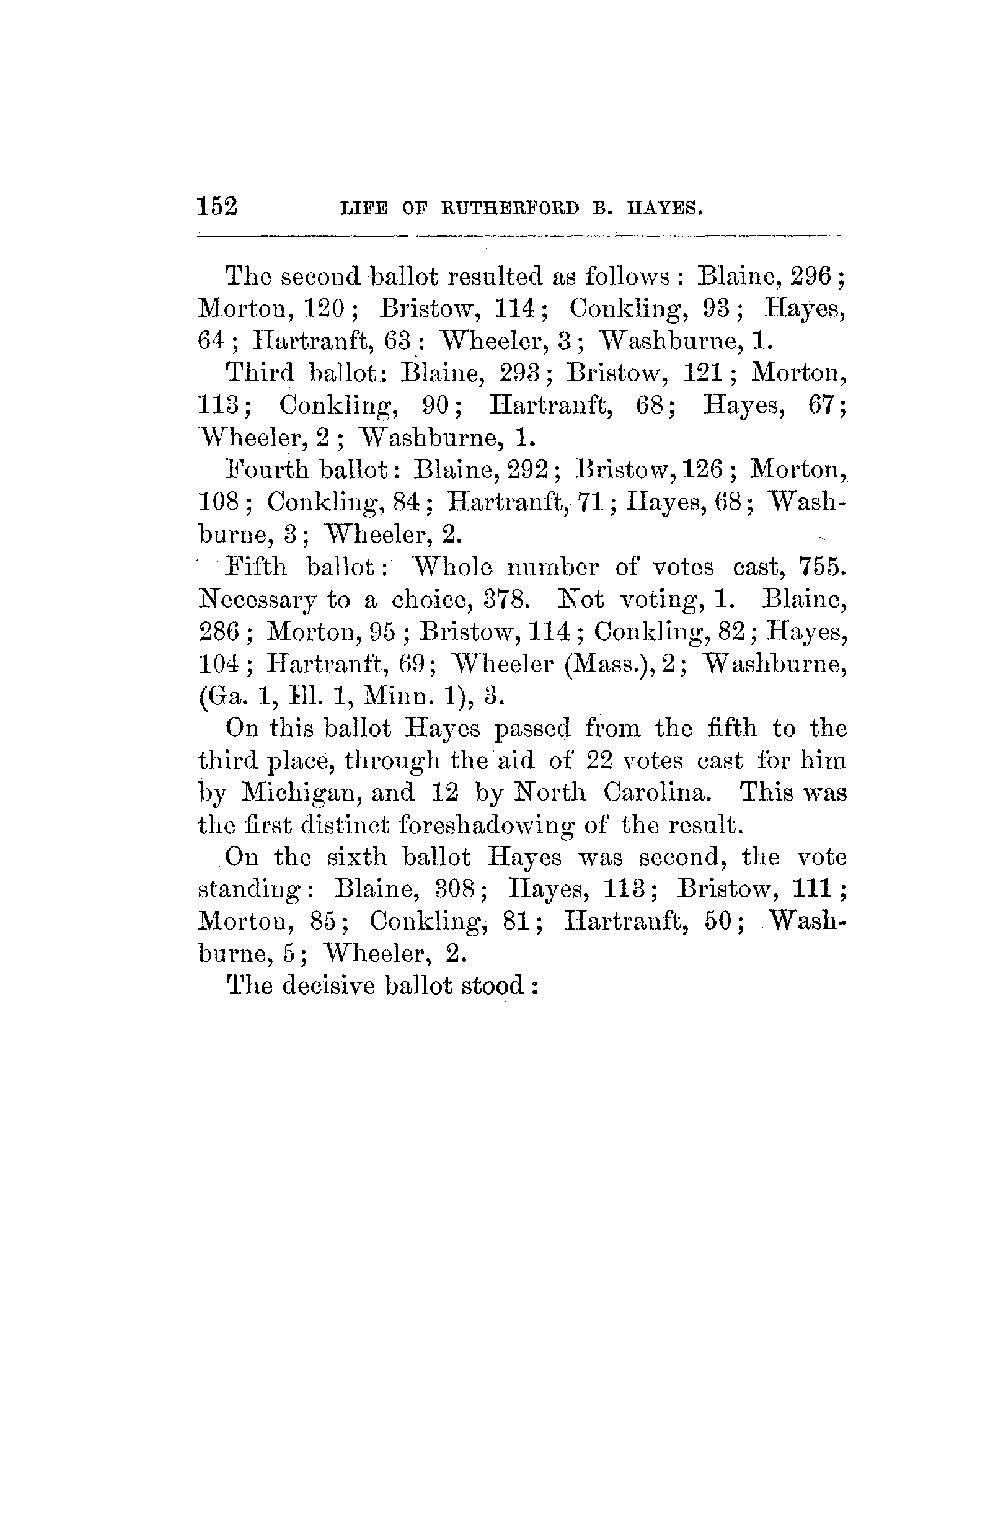 152 LIFE OF RUTHERFORD B. HAYES.
The second ballot resulted as follows: Blaine, 296;
Morton, 120; Bristow, 114; Conkling, 93; Hayes,
64; Hartranft, 63: Wheeler, 3; Washburne, 1.
Third ballot: Blaine, 293; Bristow, 121; Morton,
113; Conkling, 90; Hartranft, 68; Hayes, 67;
Wheeler, 2; Washburne, 1.
Fourth ballot: Blaine, 292; Bristow, 126; Morton,
108; Conkling, 84; Hartranft, 71; Hayes, 68; Wash-
burne, 3; Wheeler, 2.
Fifth ballot: Whole number of votes cast, 755.
Necessary to a choice, 378. Not voting, 1. Blaine,
286; Morton, 95; Bristow, 114; Conkling, 82; Hayes,
104; Hartranft, 69; Wheeler (Mass.), 2; Washburne,
(Ga. 1, Ill. 1, Minn. 1), 3.
On this ballot Hayes passed from the fifth to the
third place, through the aid of 22 votes cast for him
by Michigan, and 12 by North Carolina. This was
the first distinct foreshadowing of the result.
On the sixth ballot Hayes was second, the vote
standing: Blaine, 308; Hayes, 113; Bristow, 111;
Morton, 85; Conkling, 81; Hartranft, 50; Wash-
burne, 5; Wheeler, 2.
The decisive ballot stood: